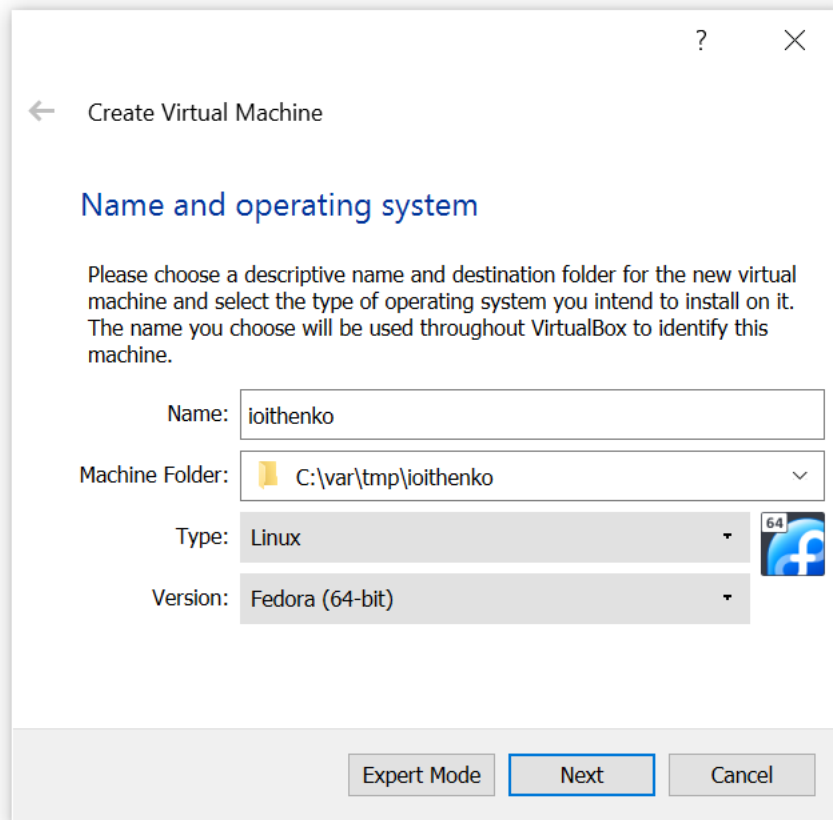 ?
Create Virtual Machine
Name and operating system
Please choose a descriptive name and destination folder for the new virtual
machine and select the type of operating system you intend to install on it.
The name you choose will be used throughout VirtualBox to identify this
machine.
Name: ioithenko
Machine Folder: C:\var\tmp\ioithenko
Type: Linux
64
Version: Fedora (64-bit)
Expert Mode Next Cancel